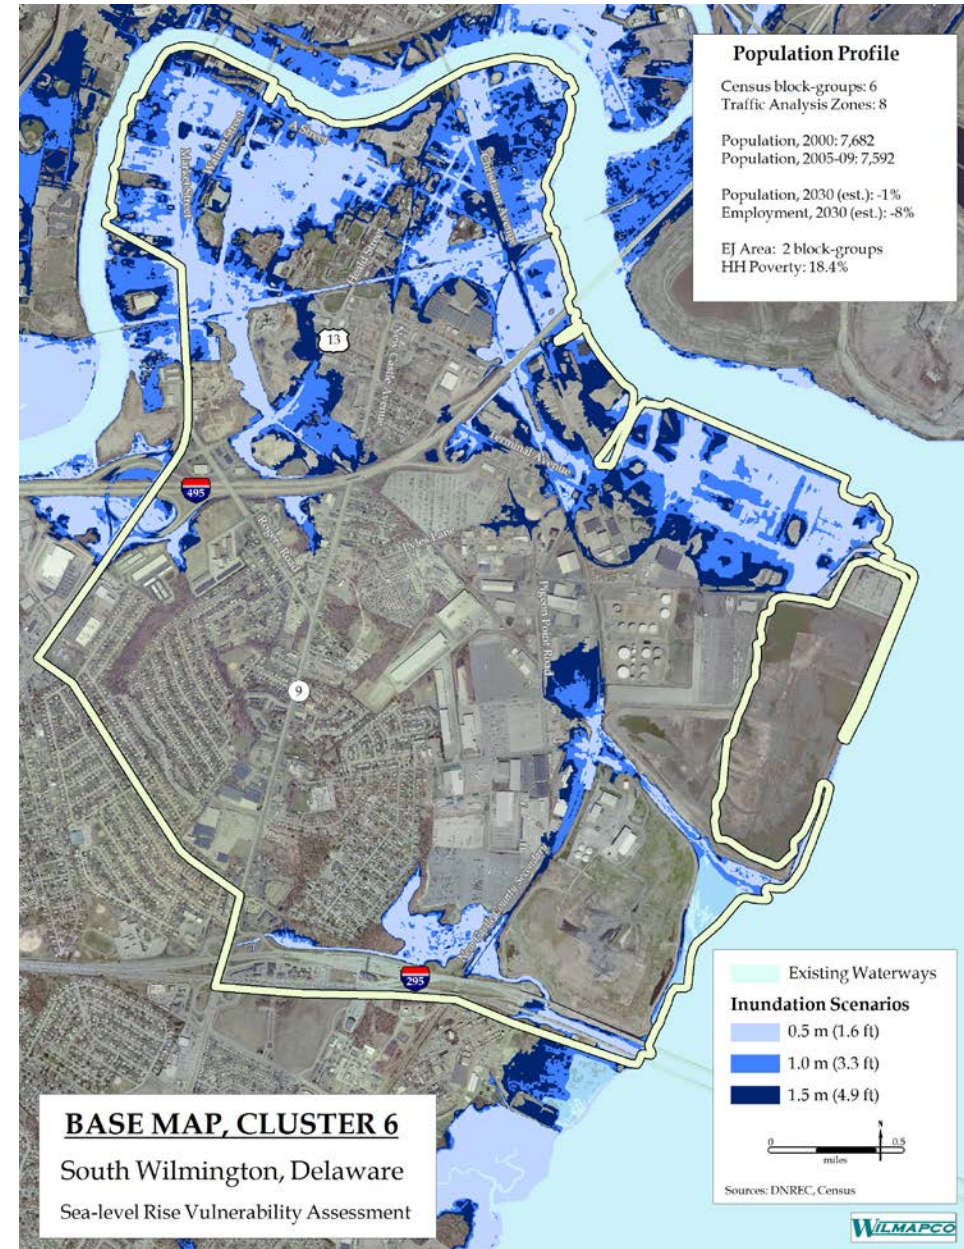 Population Profile
Census block-groups: 6
Traffic Analysis Zones: 8
Population, 2000: 7,682
Population, 2005-09: 7,592
Population, 2030 (est.): -1%
Employment, 2030 (est.): -8%
EJ Area: 2 block-groups
HH Poverty: 18.4%
A Street
Walnut Street
Market Street
Christiana Avenue
Heald Street
13
New Castle Avenue
Terminal Avenue
495
Rogers Road
Pyles Lane
Pigeon Point Road
9
New Castle County Secondary
295
Existing Waterways
Inundation Scenarios
0.5 m (1.6 ft)
1.0 m (3.3 ft)
1.5 m (4.9 ft)
N
0 0.5
miles
Sources: DNREC, Census
BASE MAP, CLUSTER 6
South Wilmington, Delaware
Sea-level Rise Vulnerability Assessment
WILMAPCO